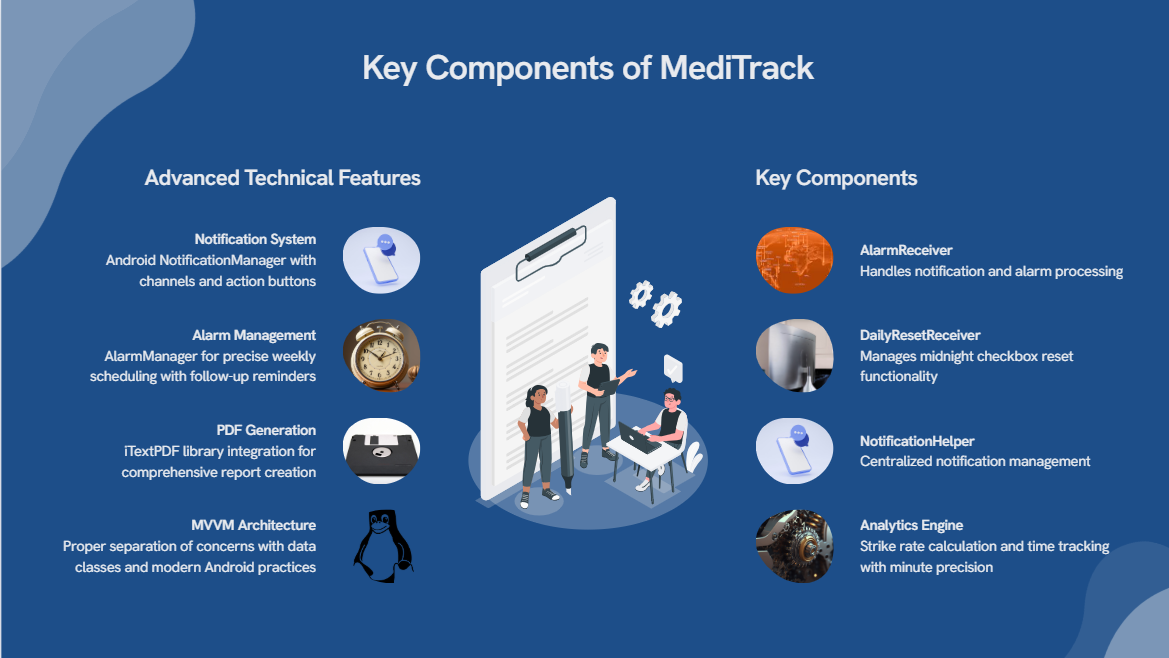 Key Components of MediTrack
Advanced Technical Features
Notification System
Android NotificationManager with
channels and action buttons
Alarm Management
AlarmManager for precise weekly
scheduling with follow-up reminders
PDF Generation
iTextPDF library integration for
comprehensive report creation
MVVM Architecture
Proper separation of concerns with data
classes and modern Android practices
Key Components
AlarmReceiver
Handles notification and alarm processing
DailyResetReceiver
Manages midnight checkbox reset
functionality
NotificationHelper
Centralized notification management
Analytics Engine
Strike rate calculation and time tracking
with minute precision